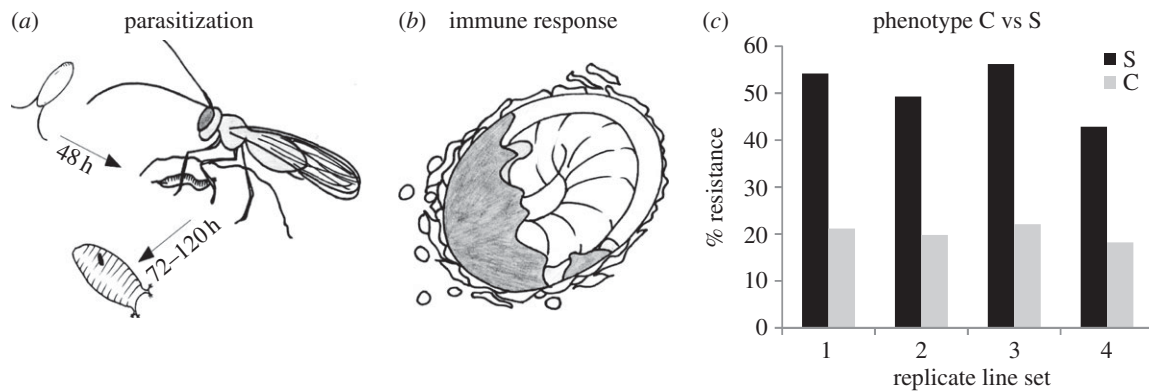 (a) parasitization
48 h
72–120 h
(b) immune response
(c) phenotype C vs S
% resistance
60
50
40
30
20
10
0
S
C
1 2 3 4
replicate line set